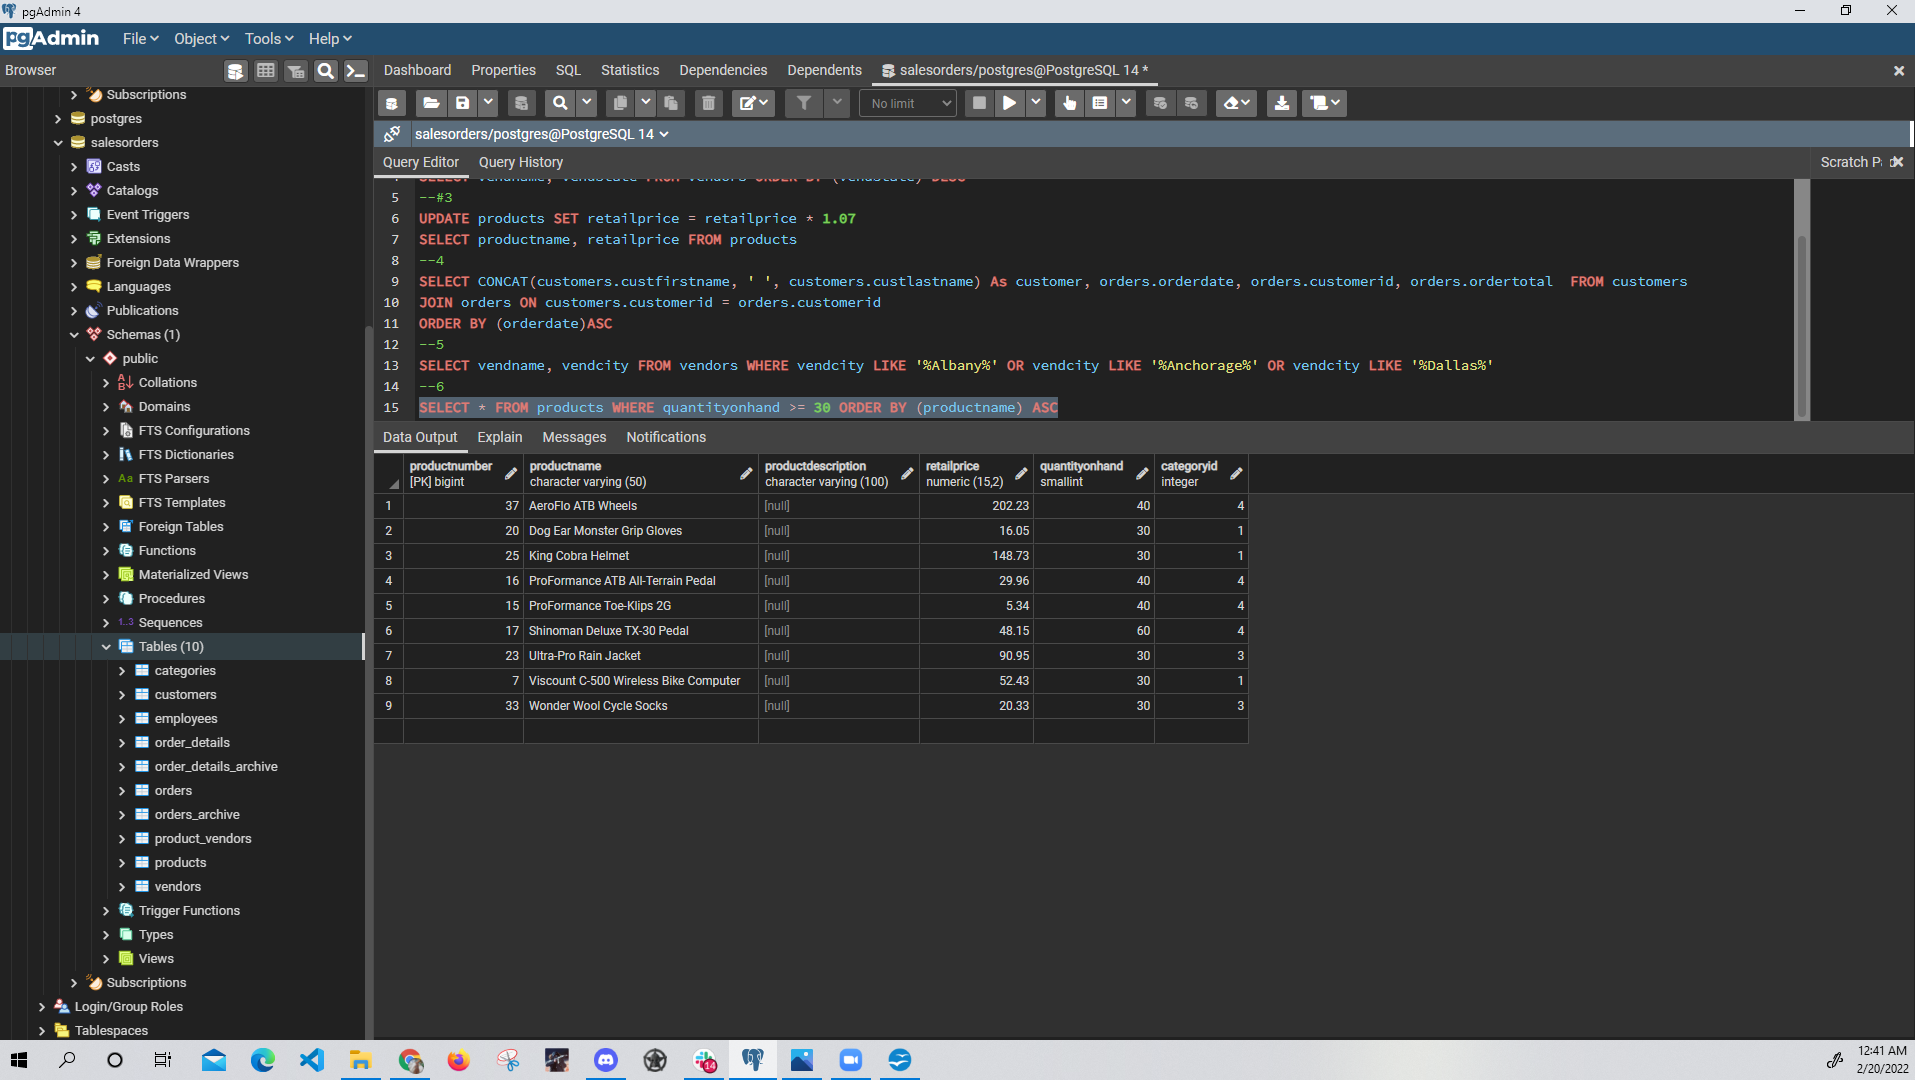 pgAdmin 4
pgAdmin File Object Tools Help
Browser
Dashboard Properties SQL Statistics Dependencies Dependents salesorders/postgres@PostgreSQL 14 *
No limit
salesorders/postgres@PostgreSQL 14
Query Editor Query History
Scratch P
Subscriptions
postgres
salesorders
Casts
Catalogs
Event Triggers
Extensions
Foreign Data Wrappers
Languages
Publications
Schemas (1)
public
Collations
Domains
FTS Configurations
FTS Dictionaries
Aa FTS Parsers
FTS Templates
Foreign Tables
Functions
Materialized Views
Procedures
1..3 Sequences
Tables (10)
categories
customers
employees
order_details
order_details_archive
orders
orders_archive
product_vendors
products
vendors
Trigger Functions
Types
Views
Subscriptions
Login/Group Roles
Tablespaces
SELECT vendname, vendstate FROM vendors ORDER BY (vendstate) DESC
5 --#3
6 UPDATE products SET retailprice = retailprice * 1.07
7 SELECT productname, retailprice FROM products
8 --4
9 SELECT CONCAT(customers.custfirstname, ' ', customers.custlastname) As customer, orders.orderdate, orders.customerid, orders.ordertotal  FROM customers
10 JOIN orders ON customers.customerid = orders.customerid
11 ORDER BY (orderdate)ASC
12 --5
13 SELECT vendname, vendcity FROM vendors WHERE vendcity LIKE '%Albany%' OR vendcity LIKE '%Anchorage%' OR vendcity LIKE '%Dallas%'
14 --6
15 SELECT * FROM products WHERE quantityonhand >= 30 ORDER BY (productname) ASC
Data Output Explain Messages Notifications
productnumber productname productdescription retailprice quantityonhand categoryid
[PK] bigint character varying (50) character varying (100) numeric (15,2) smallint integer
1 37 AeroFlo ATB Wheels [null] 202.23 40 4
2 20 Dog Ear Monster Grip Gloves [null] 16.05 30 1
3 25 King Cobra Helmet [null] 148.73 30 1
4 16 ProFormance ATB All-Terrain Pedal [null] 29.96 40 4
5 15 ProFormance Toe-Klips 2G [null] 5.34 40 4
6 17 Shinoman Deluxe TX-30 Pedal [null] 48.15 60 4
7 23 Ultra-Pro Rain Jacket [null] 90.95 30 3
8 7 Viscount C-500 Wireless Bike Computer [null] 52.43 30 1
9 33 Wonder Wool Cycle Socks [null] 20.33 30 3
14
12:41 AM
2/20/2022